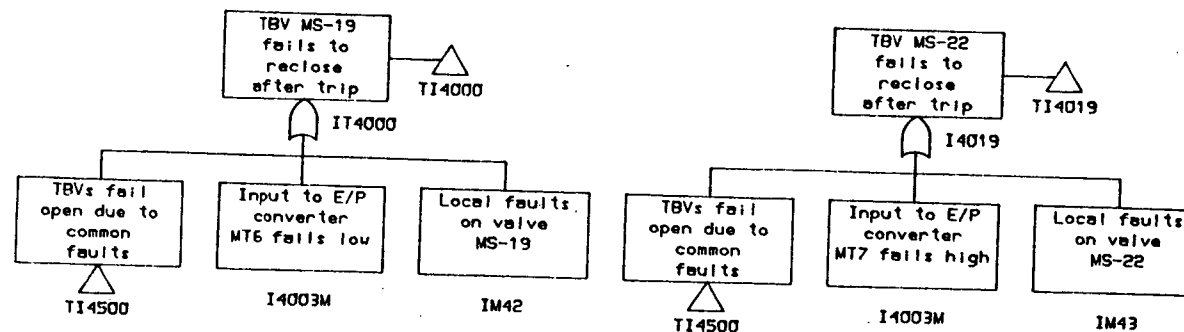 TBV MS-19
fails to
reclose
after trip
TI4000
IT4000
TBVs fail
open due to
common
faults
TI4500
Input to E/P
converter
MT6 fails low
I4003M
Local faults
on valve
MS-19
IM42
TBV MS-22
fails to
reclose
after trip
TI4019
I4019
TBVs fail
open due to
common
faults
TI4500
Input to E/P
converter
MT7 fails high
I4003M
Local faults
on valve
MS-22
IM43